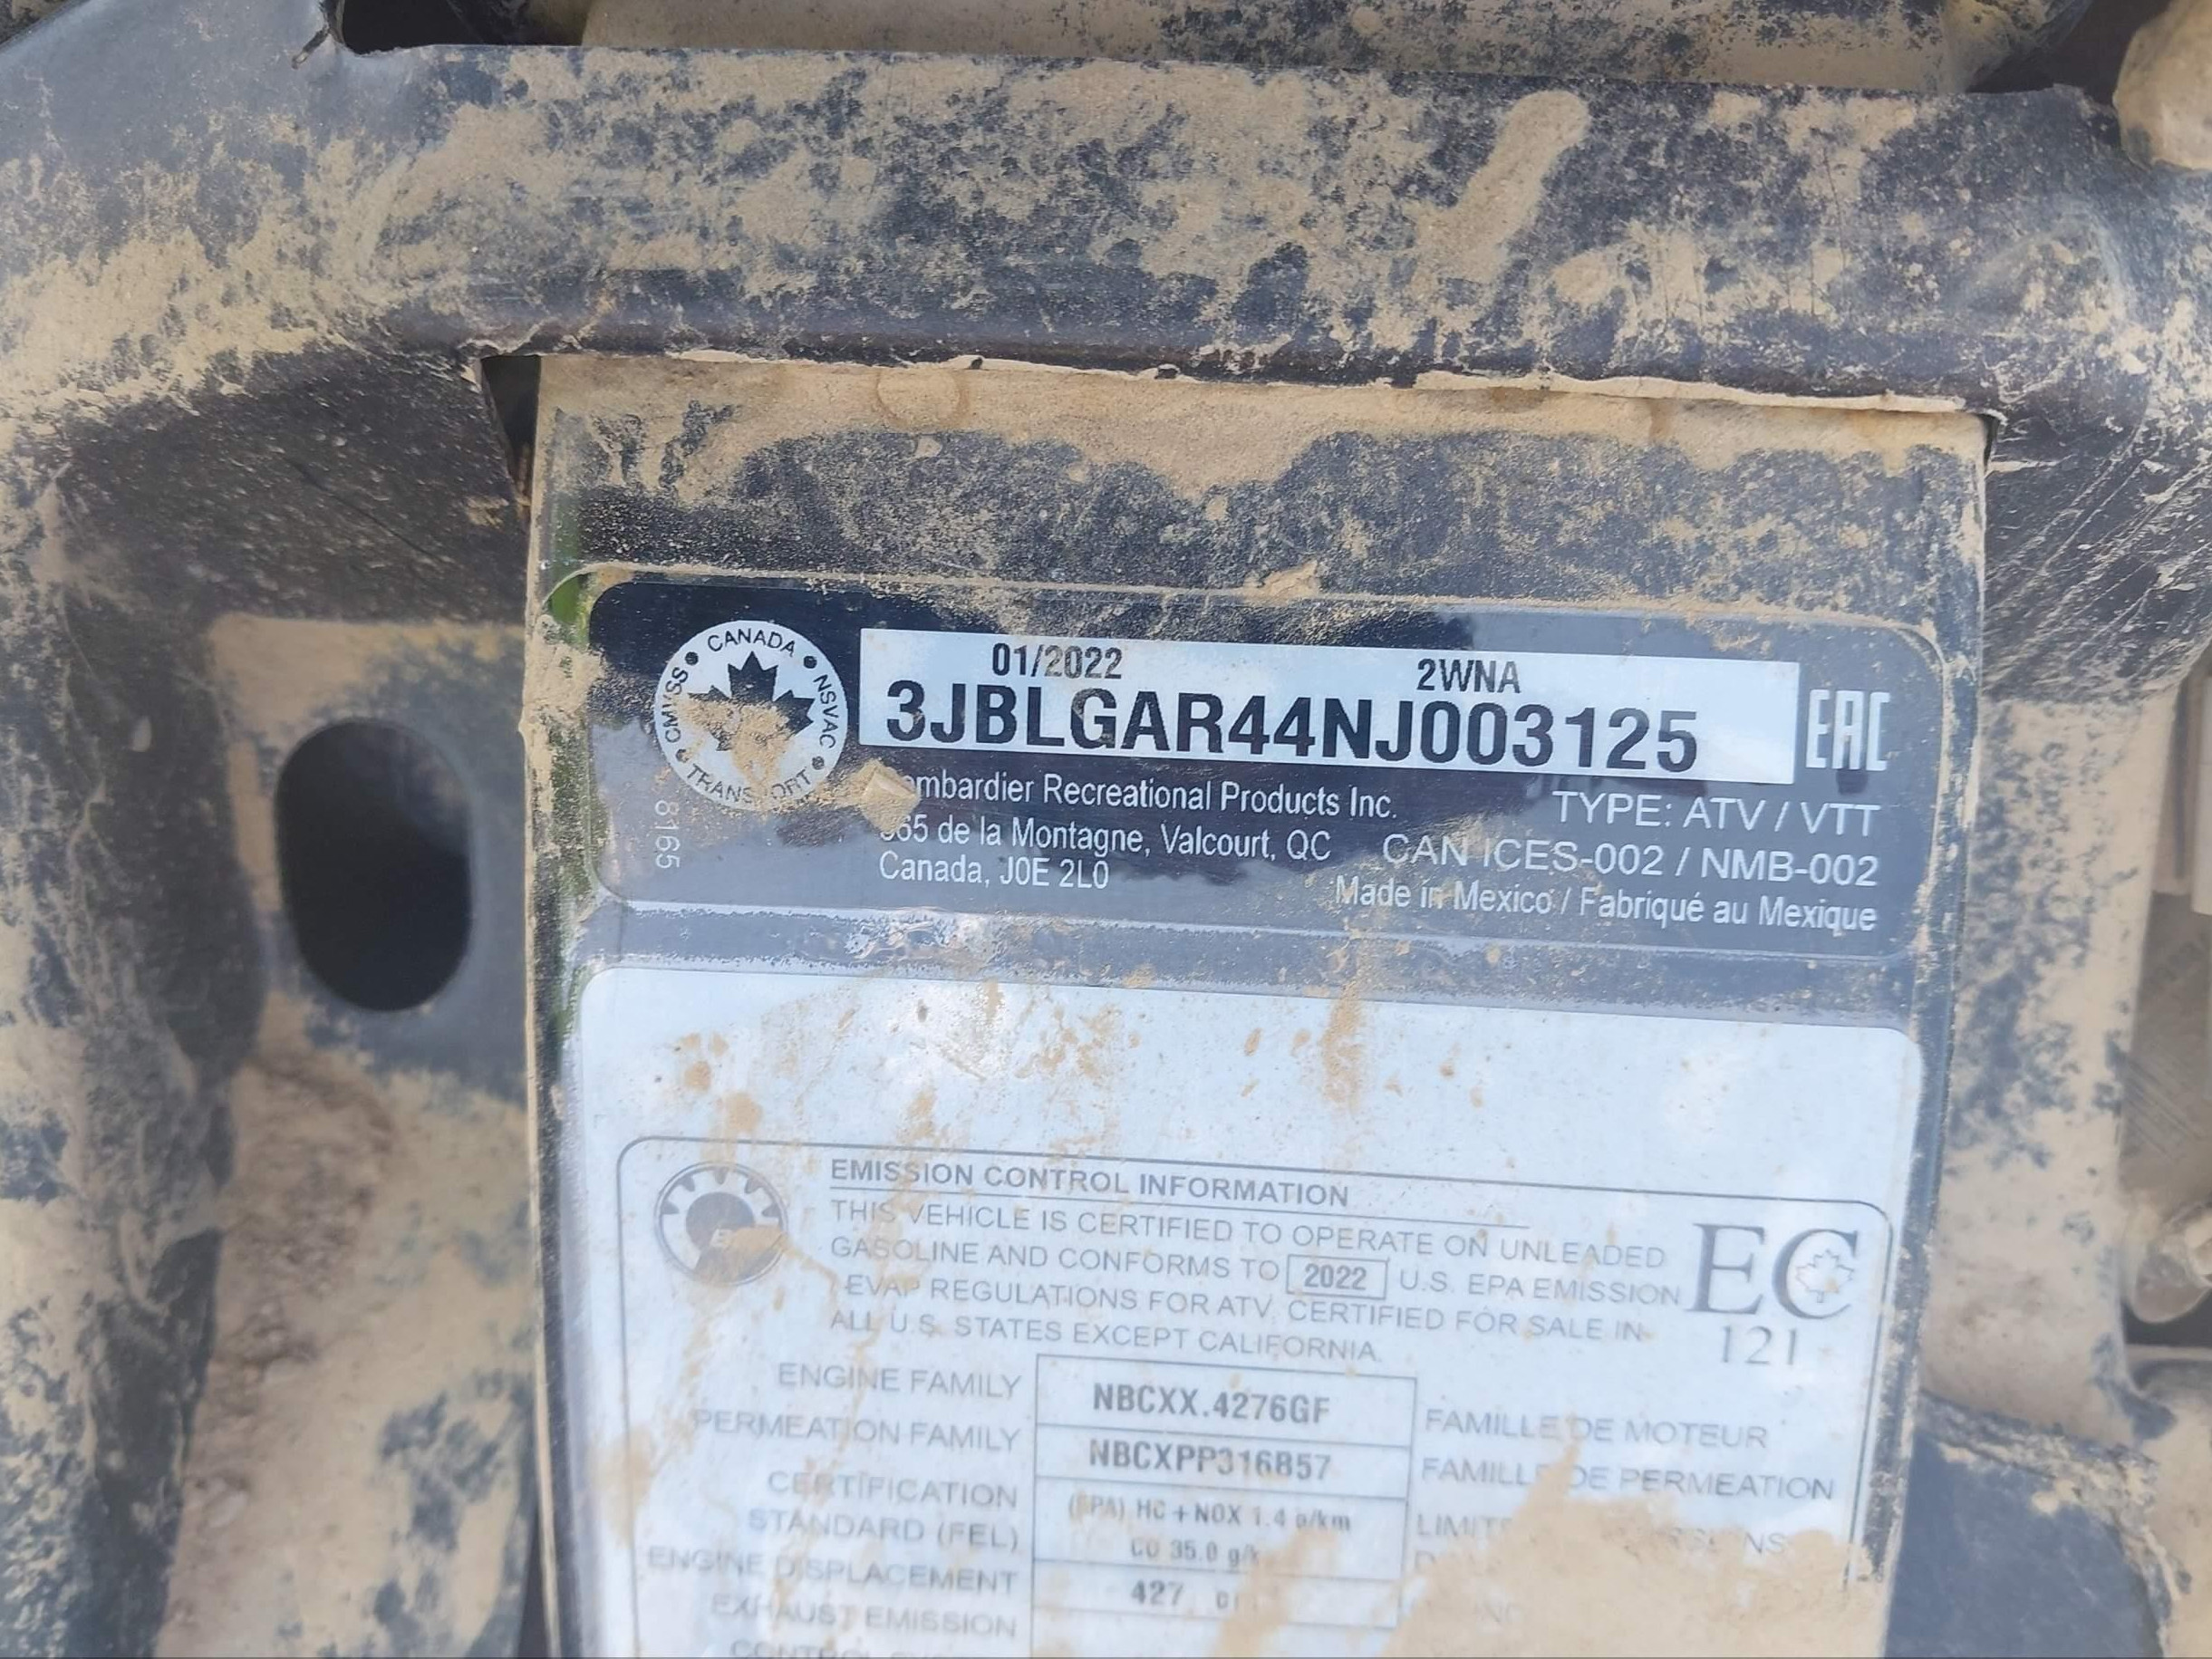 CANADA
CMVSS NSVAC
TRANSPORT
8165
01/2022 2WNA
3JBLGAR44NJ003125
EAC
Recreational Products Inc.
de la Montagne, Valcourt, QC
Canada, J0E 2L0
TYPE: ATV / VTT
CAN ICES-002 / NMB-002
Made in Mexico / Fabriqué au Mexique
EMISSION CONTROL INFORMATION
THIS VEHICLE IS CERTIFIED TO OPERATE ON UNLEADED
GASOLINE AND CONFORMS TO 2022 U.S. EPA EMISSION
EVAP REGULATIONS FOR ATV, CERTIFIED FOR SALE IN
ALL U.S. STATES EXCEPT CALIFORNIA.
EC
121
ENGINE FAMILY NBCXX.4276GF FAMILLE DE MOTEUR
PERMEATION FAMILY NBCXPP316B57 FAMILLE DE PERMEATION
CERTIFICATION
STANDARD (FEL) (EPA) HC + NOX 1.4 g/km
CO 35.0
ENGINE DISPLACEMENT 427
EXHAUST EMISSION